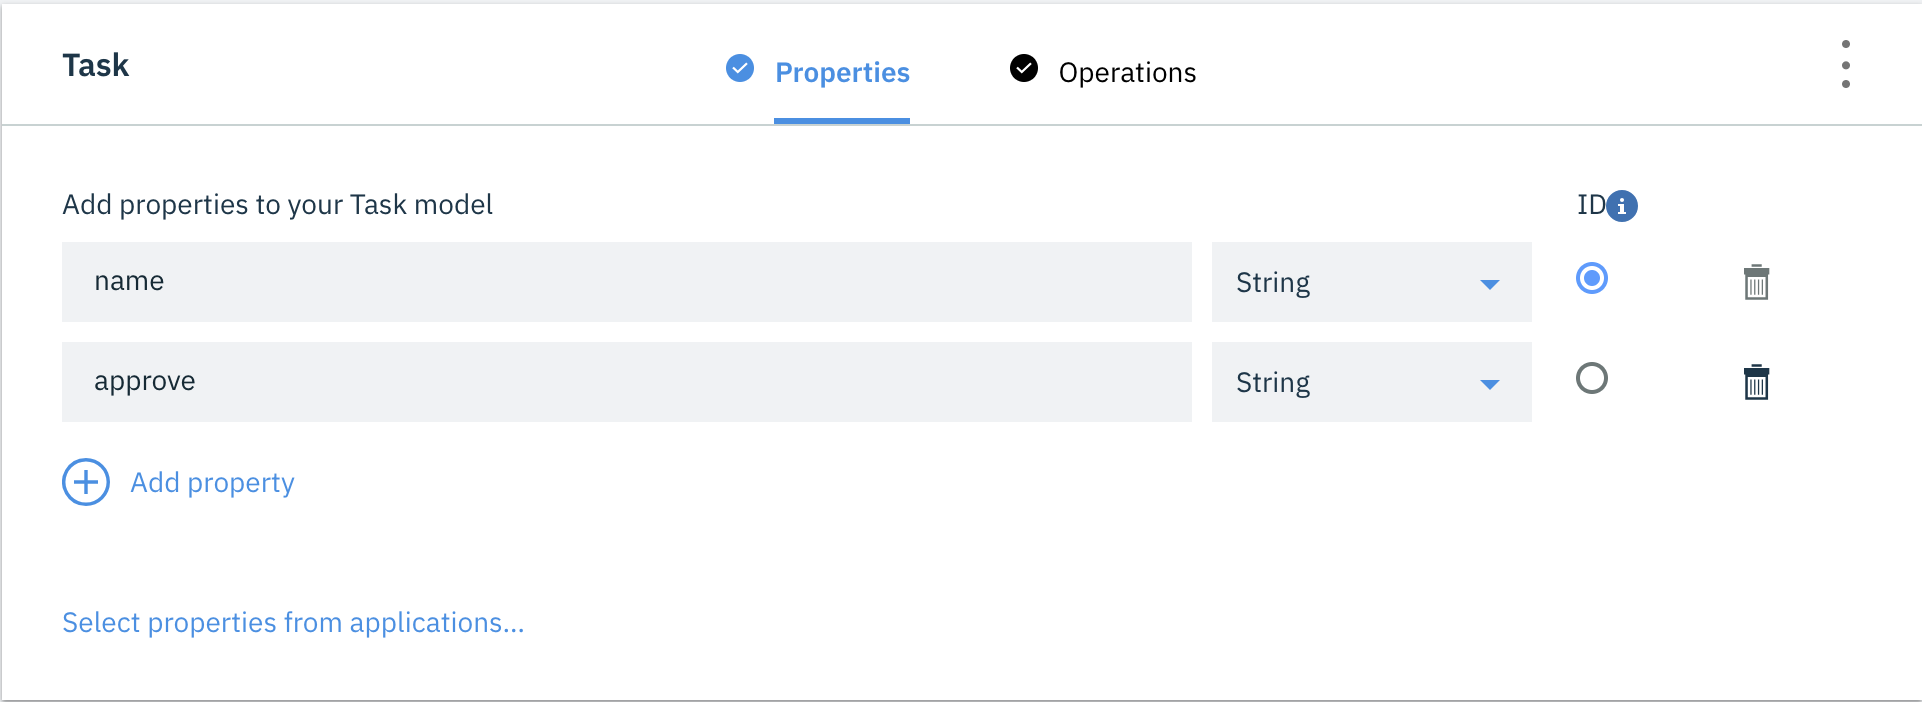 Task
Properties
Operations
Add properties to your Task model
ID
name
String
approve
String
Add property
Select properties from applications...